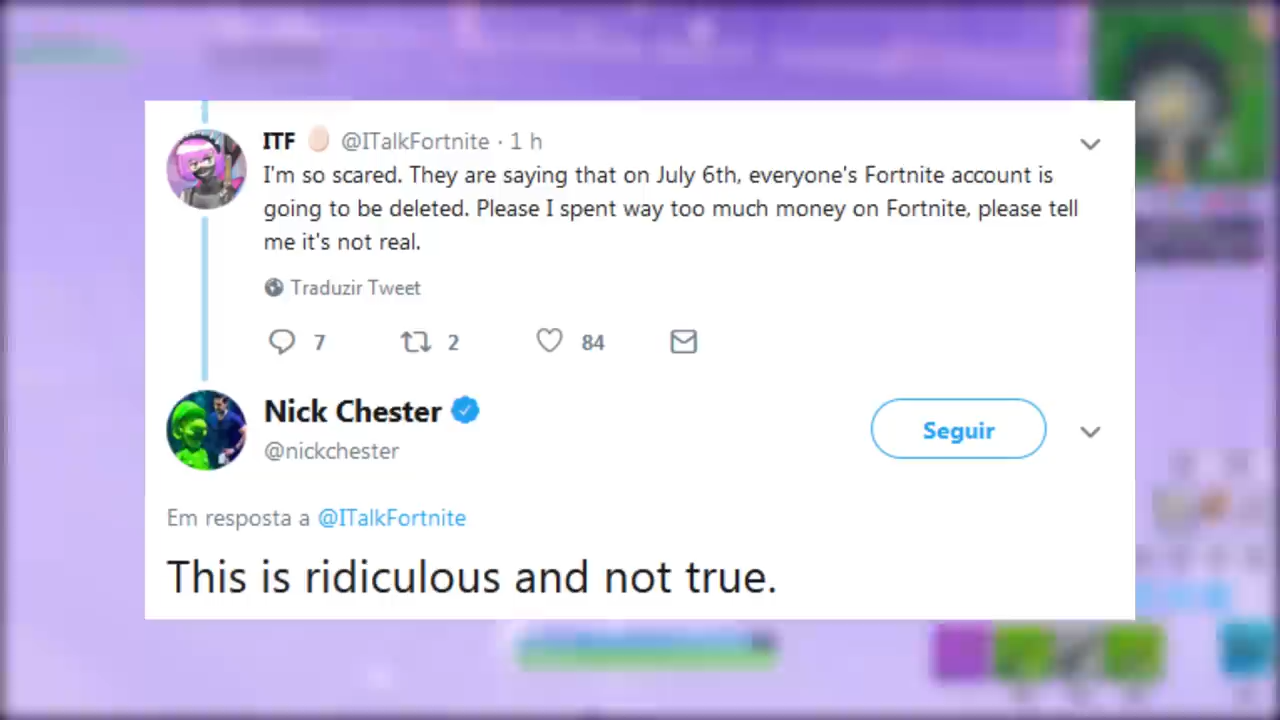 ITF @ITalkFortnite · 1 h
I'm so scared. They are saying that on July 6th, everyone's Fortnite account is
going to be deleted. Please I spent way too much money on Fortnite, please tell
me it's not real.
Traduzir Tweet
7 2 84
Nick Chester
@nickchester
Seguir
Em resposta a @ITalkFortnite
This is ridiculous and not true.